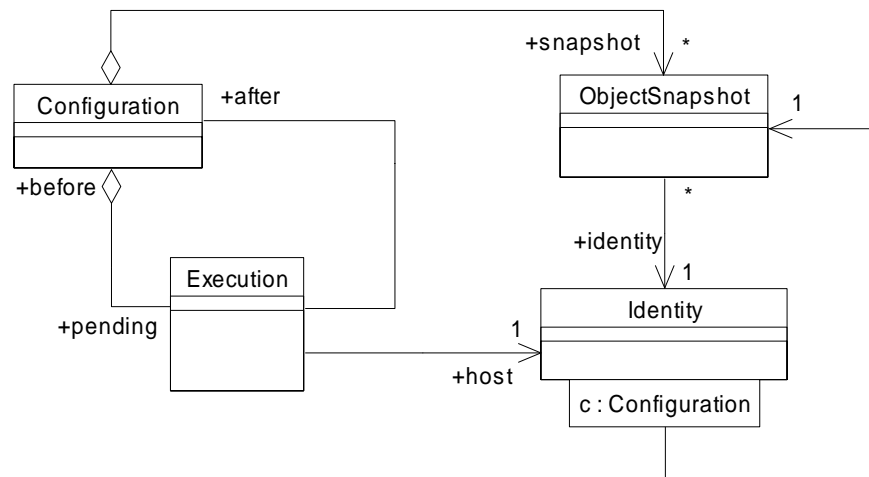 +snapshot
*
Configuration
+after
ObjectSnapshot
1
+before
*
+identity
Execution
1
Identity
+pending
1
+host
c : Configuration